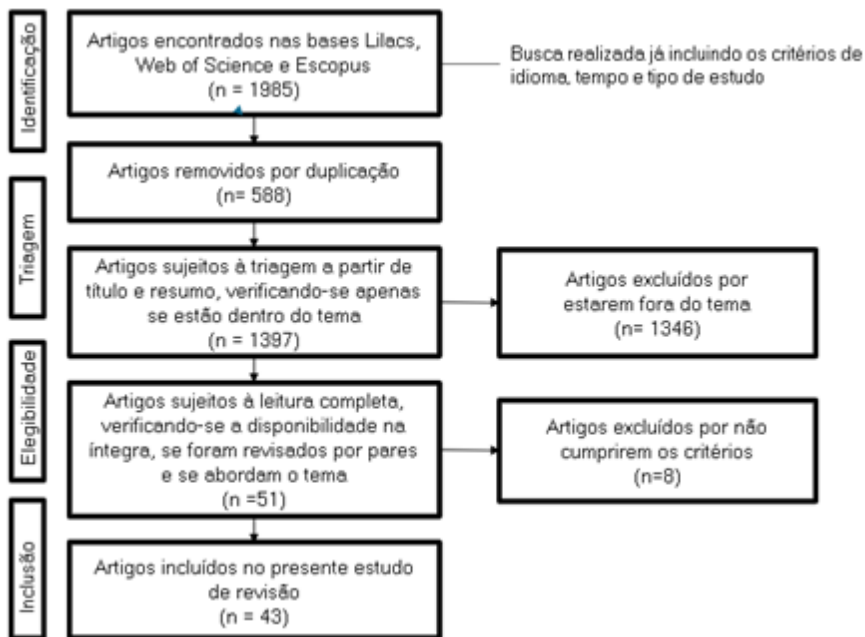 Identificação
Artigos encontrados nas bases Lilacs,
Web of Science e Escopus
(n = 1985)
Busca realizada já incluindo os critérios de
idioma, tempo e tipo de estudo
Artigos removidos por duplicação
(n= 588)
Triagem
Artigos sujeitos à triagem a partir de
título e resumo, verificando-se apenas
se estão dentro do tema
(n = 1397)
Artigos excluídos por
estarem fora do tema
(n= 1346)
Elegibilidade
Artigos sujeitos à leitura completa,
verificando-se a disponibilidade na
íntegra, se foram revisados por pares
e se abordam o tema
(n =51)
Artigos excluídos por não
cumprirem os critérios
(n=8)
Inclusão
Artigos incluídos no presente estudo
de revisão
(n = 43)